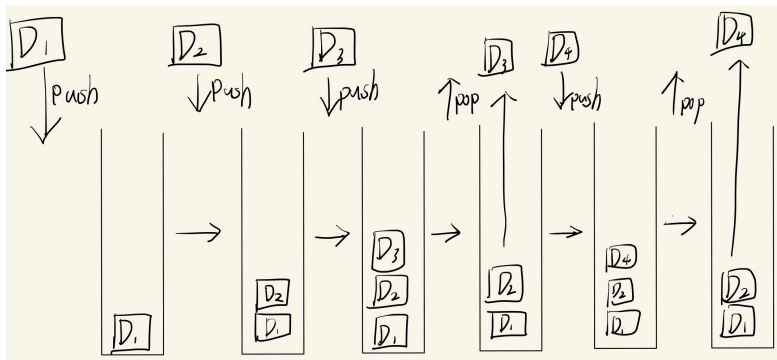 D₁ D₂ D₃ D₃ D₄ D₄
push push push pop push pop
D₃ D₄
D₂ D₂ D₂ D₂ D₂
D₁ D₁ D₁ D₁ D₁ D₁